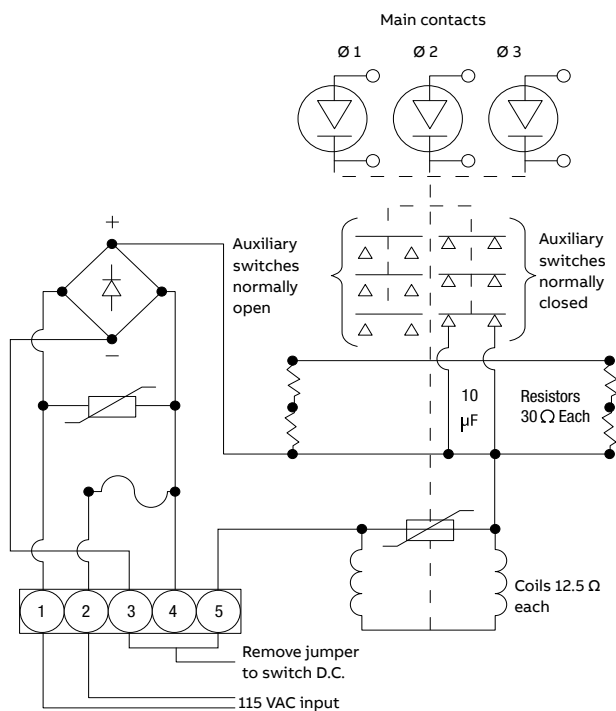 Main contacts
Ø 1 Ø 2 Ø 3
+
Auxiliary
switches
normally
open
Auxiliary
switches
normally
closed
–
10
µF
Resistors
30 Ω Each
Coils 12.5 Ω
each
1 2 3 4 5
Remove jumper
to switch D.C.
115 VAC input